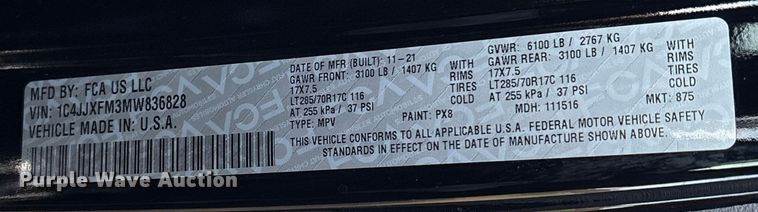 MFD BY: FCA US LLC
VIN: 1C4JJXFM3MW836828
VEHICLE MADE IN: U.S.A.
DATE OF MFR (BUILT): 11-21
GAWR FRONT: 3100 LB / 1407 KG
17X7.5 RIMS
LT285/70R17C 116 TIRES
AT 255 kPa / 37 PSI
TYPE: MPV
GVWR: 6100 LB / 2767 KG
GAWR REAR: 3100 LB / 1407 KG
17X7.5 RIMS
LT285/70R17C 116 TIRES
AT 255 kPa / 37 PSI
PAINT: PX8
MDH: 111516
MKT: 875
THIS VEHICLE CONFORMS TO ALL APPLICABLE U.S.A. FEDERAL MOTOR VEHICLE SAFETY
STANDARDS IN EFFECT ON THE DATE OF MANUFACTURE SHOWN ABOVE.
Purple Wave Auction